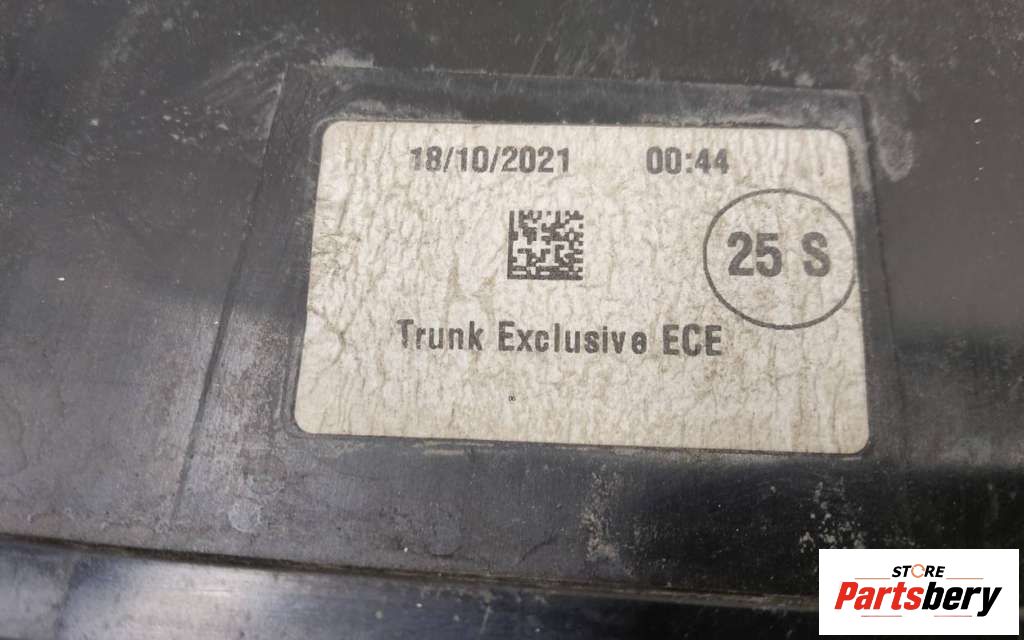 18/10/2021 00:44
25 S
Trunk Exclusive ECE
STORE
Partsbery